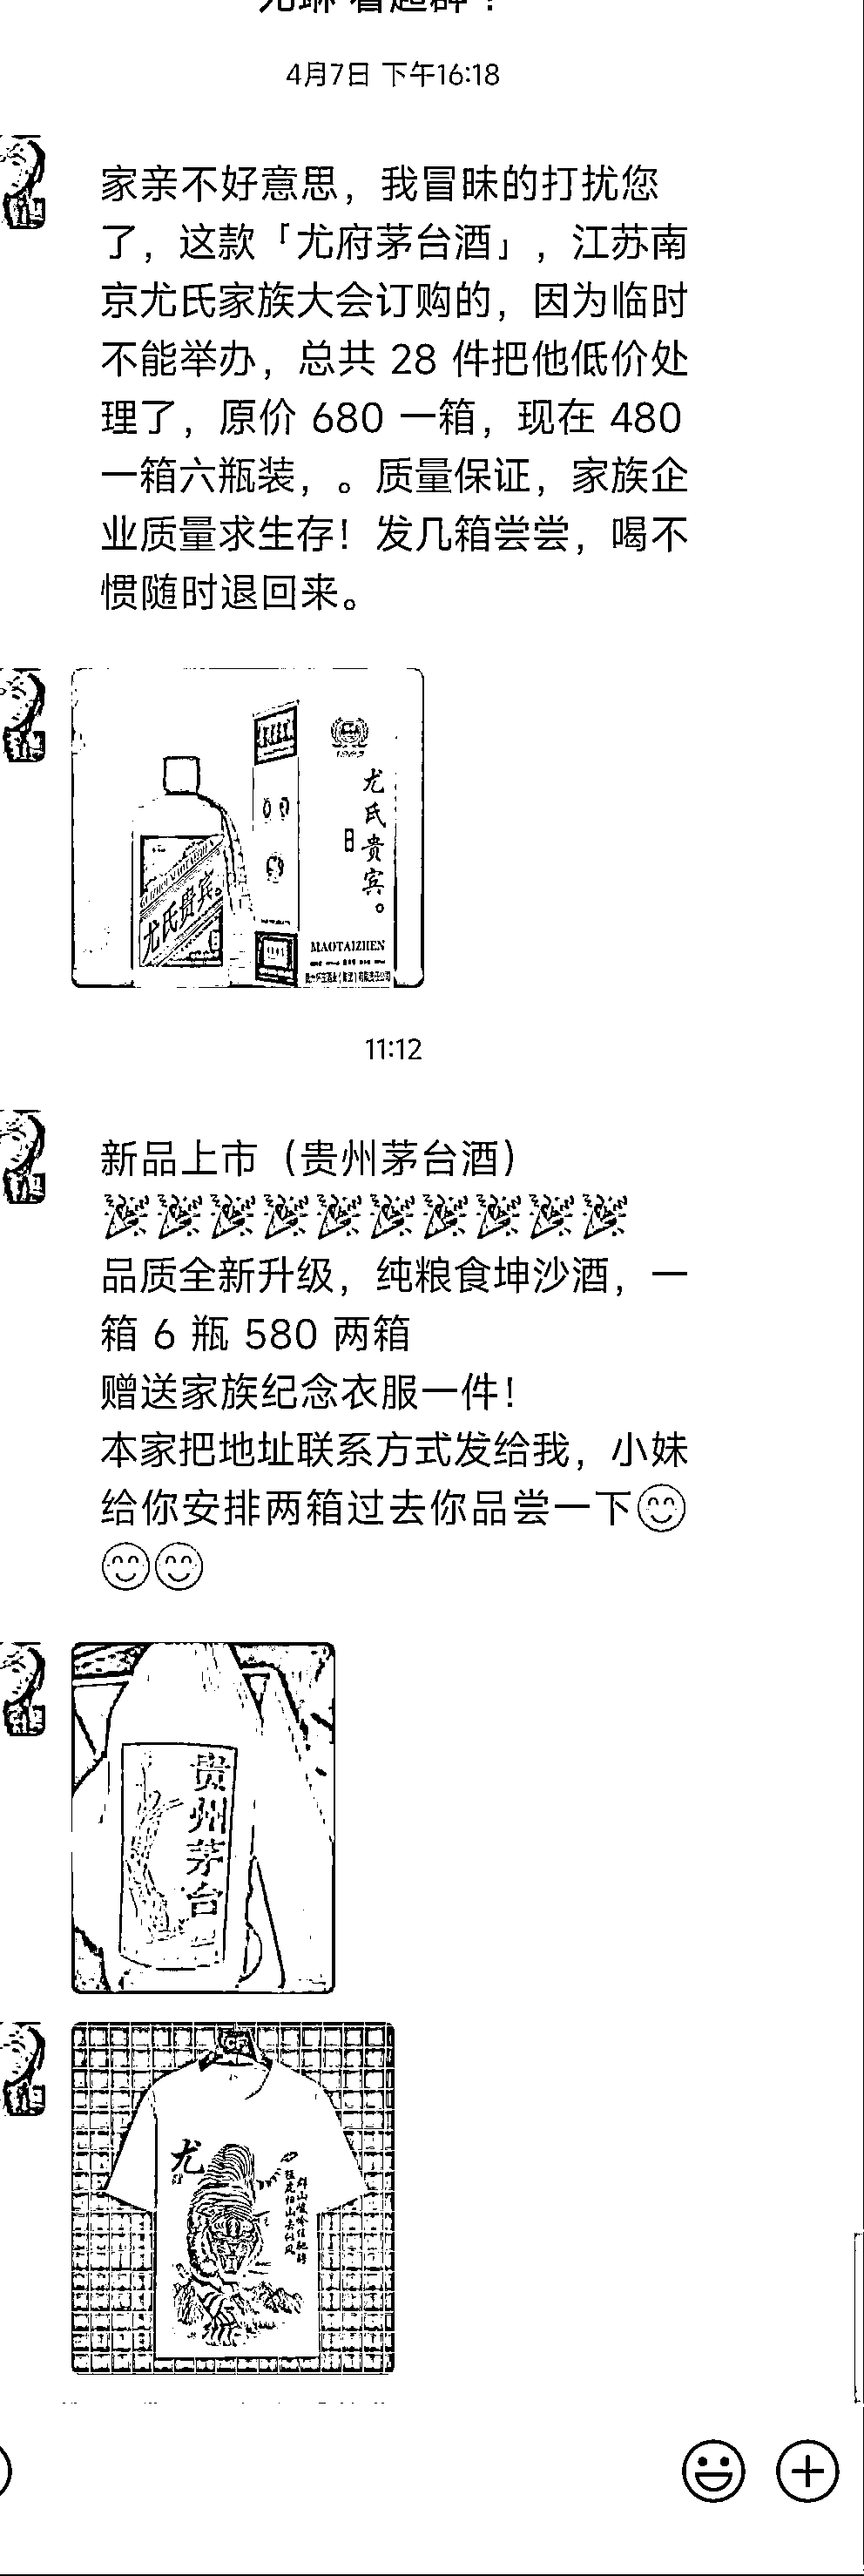 4月7日 下午16:18
家亲不好意思，我冒昧的打扰您
了，这款「尤府茅台酒」，江苏南
京尤氏家族大会订购的，因为临时
不能举办，总共 28 件把他低价处
理了，原价 680 一箱，现在 480
一箱六瓶装，。质量保证，家族企
业质量求生存！发几箱尝尝，喝不
惯随时退回来。
尤氏贵宾
尤氏贵宾
MAOTAIZHEN
11:12
新品上市（贵州茅台酒）
🎉🎉🎉🎉🎉🎉🎉🎉🎉🎉
品质全新升级，纯粮食坤沙酒，一
箱 6 瓶 580 两箱
赠送家族纪念衣服一件！
本家把地址联系方式发给我，小妹
给你安排两箱过去你品尝一下😊
😊😊
贵州茅台
尤